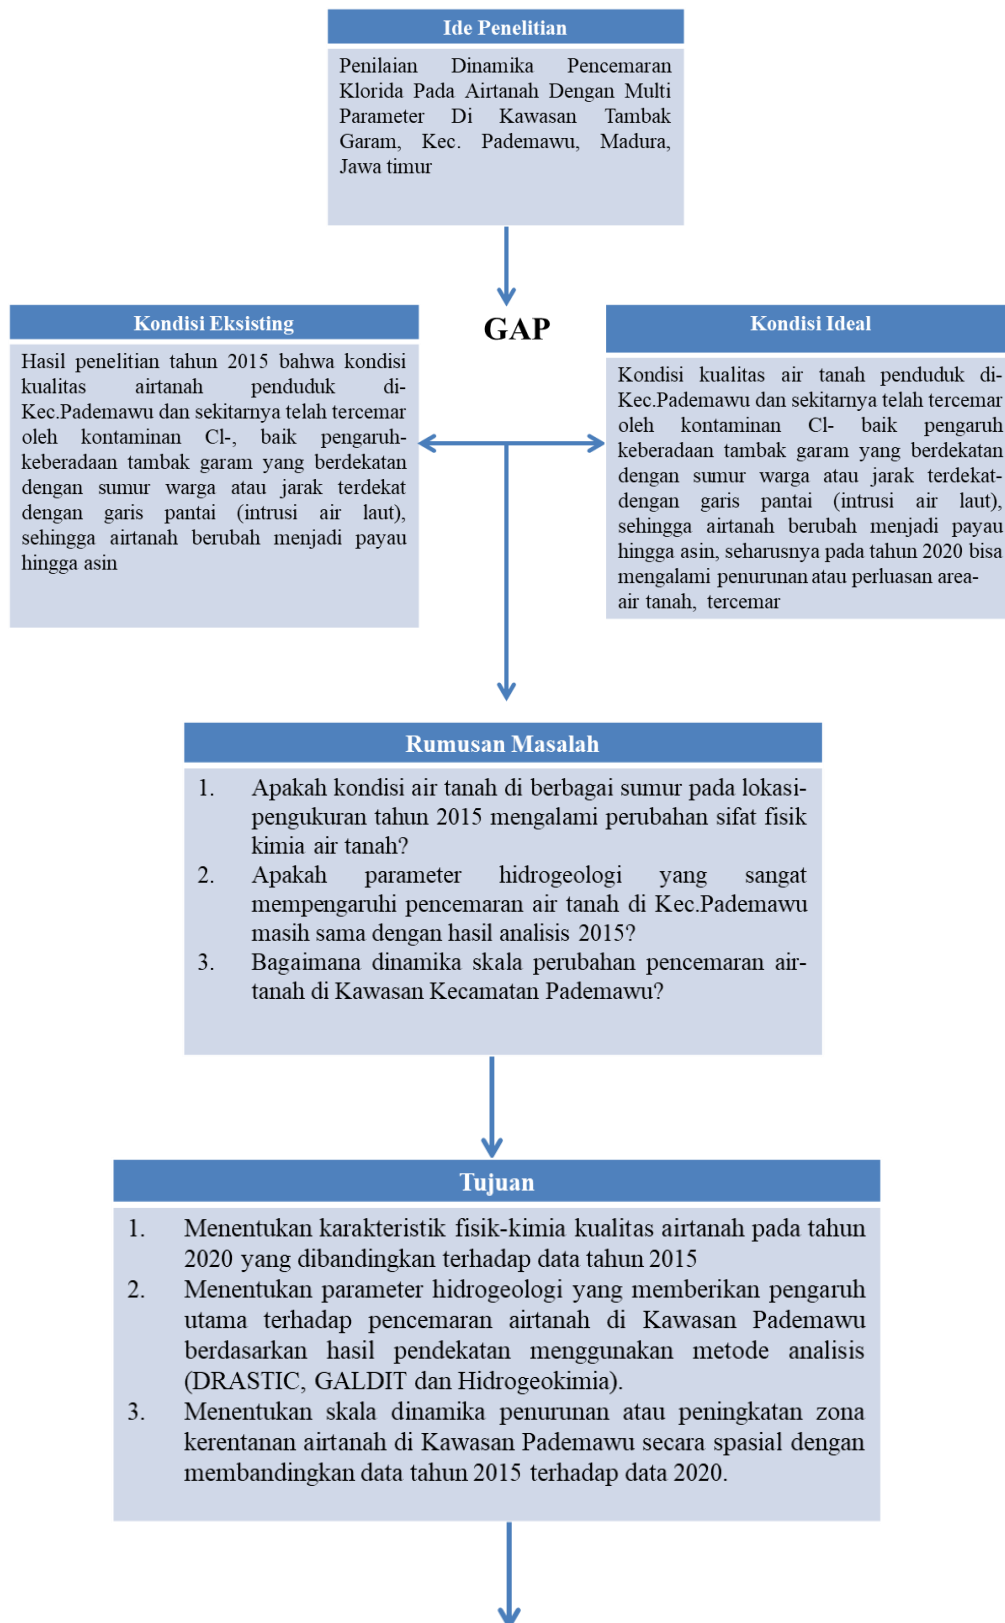 Ide Penelitian
Penilaian Dinamika Pencemaran
Klorida Pada Airtanah Dengan Multi
Parameter Di Kawasan Tambak
Garam, Kec. Pademawu, Madura,
Jawa timur
Kondisi Eksisting
Hasil penelitian tahun 2015 bahwa kondisi
kualitas airtanah penduduk di-
Kec.Pademawu dan sekitarnya telah tercemar
oleh kontaminan Cl-, baik pengaruh-
keberadaan tambak garam yang berdekatan
dengan sumur warga atau jarak terdekat
dengan garis pantai (intrusi air laut),
sehingga airtanah berubah menjadi payau
hingga asin
GAP
Kondisi Ideal
Kondisi kualitas air tanah penduduk di-
Kec.Pademawu dan sekitarnya telah tercemar
oleh kontaminan Cl- baik pengaruh
keberadaan tambak garam yang berdekatan
dengan sumur warga atau jarak terdekat-
dengan garis pantai (intrusi air laut),
sehingga airtanah berubah menjadi payau
hingga asin, seharusnya pada tahun 2020 bisa
mengalami penurunan atau perluasan area-
air tanah, tercemar
Rumusan Masalah
1. Apakah kondisi air tanah di berbagai sumur pada lokasi-
pengukuran tahun 2015 mengalami perubahan sifat fisik
kimia air tanah?
2. Apakah parameter hidrogeologi yang sangat
mempengaruhi pencemaran air tanah di Kec.Pademawu
masih sama dengan hasil analisis 2015?
3. Bagaimana dinamika skala perubahan pencemaran air-
tanah di Kawasan Kecamatan Pademawu?
Tujuan
1. Menentukan karakteristik fisik-kimia kualitas airtanah pada tahun
2020 yang dibandingkan terhadap data tahun 2015
2. Menentukan parameter hidrogeologi yang memberikan pengaruh
utama terhadap pencemaran airtanah di Kawasan Pademawu
berdasarkan hasil pendekatan menggunakan metode analisis
(DRASTIC, GALDIT dan Hidrogeokimia).
3. Menentukan skala dinamika penurunan atau peningkatan zona
kerentanan airtanah di Kawasan Pademawu secara spasial dengan
membandingkan data tahun 2015 terhadap data 2020.